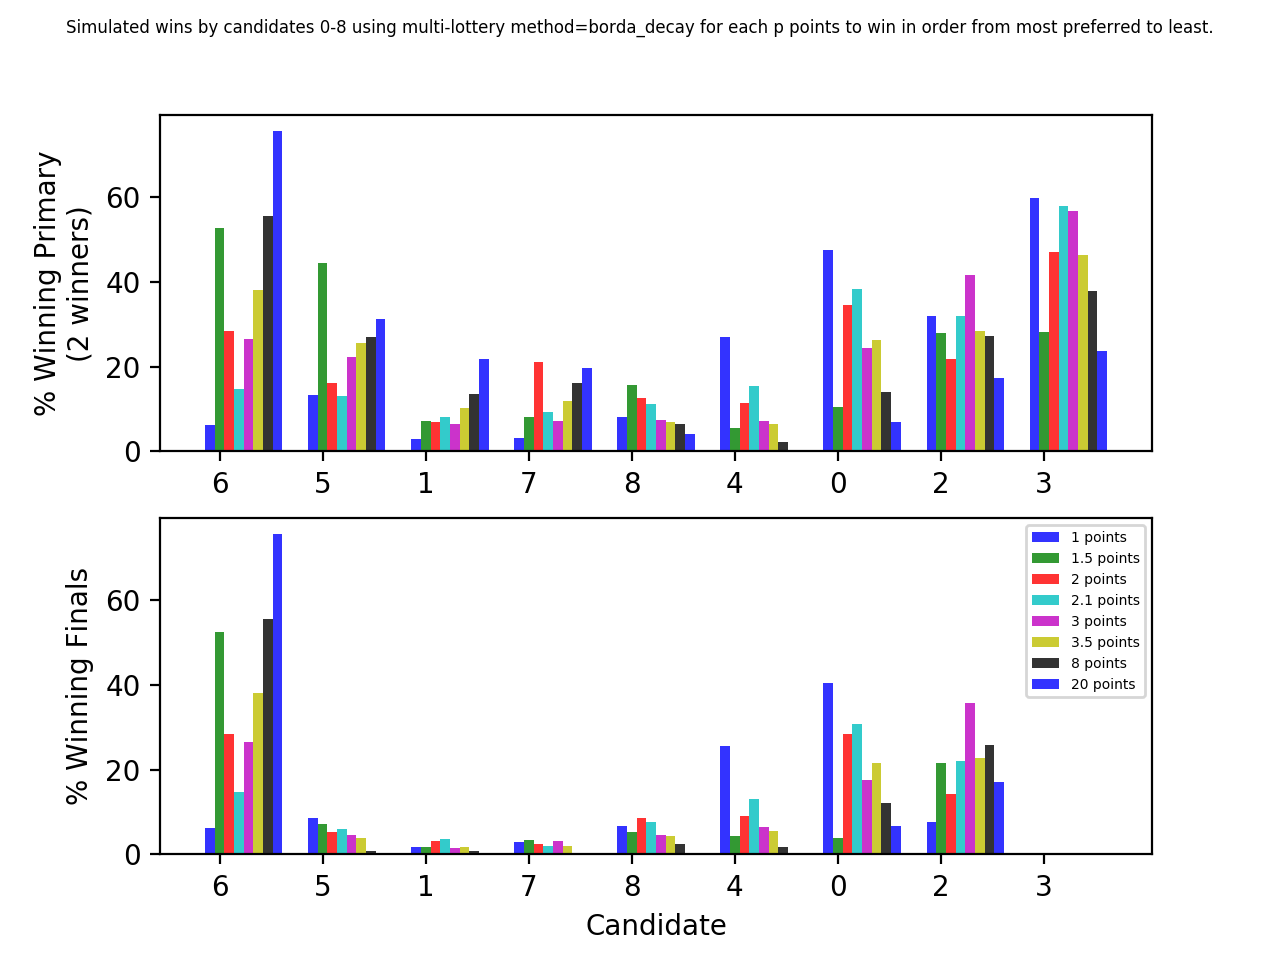 Simulated wins by candidates 0-8 using multi-lottery method=borda_decay for each p points to win in order from most preferred to least.
% Winning Primary
(2 winners)
60
40
20
0
6 5 1 7 8 4 0 2 3
% Winning Finals
60
40
20
0
1 points
1.5 points
2 points
2.1 points
3 points
3.5 points
8 points
20 points
6 5 1 7 8 4 0 2 3
Candidate